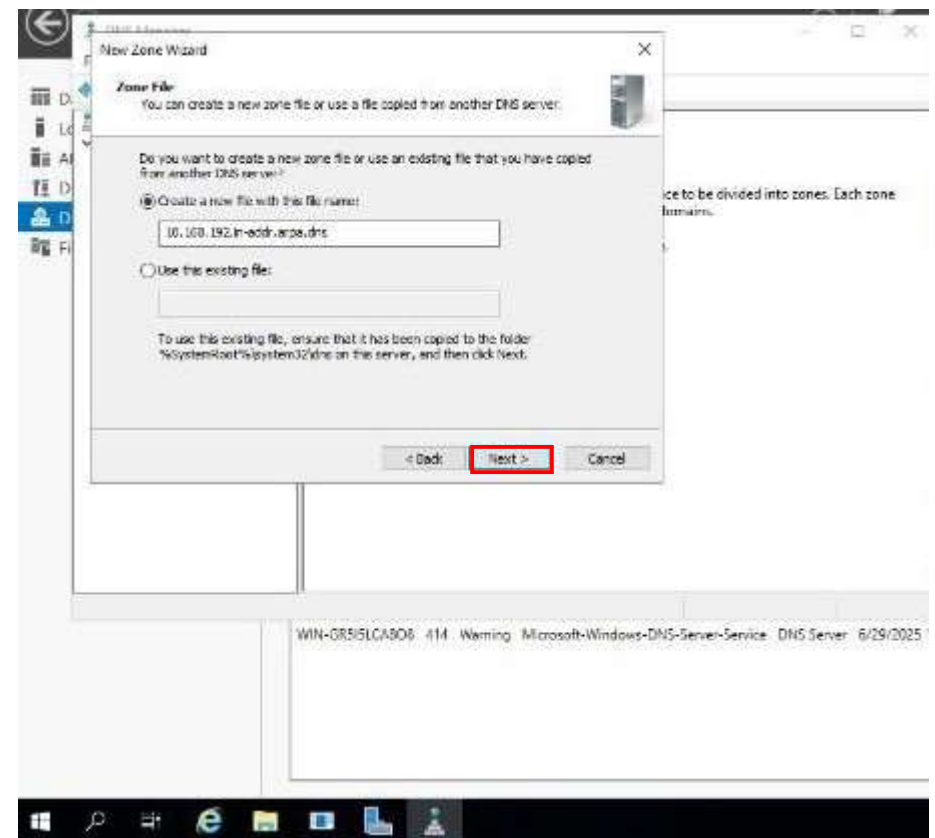 New Zone Wizard
Zone File
You can create a new zone file or use a file copied from another DNS server.
Do you want to create a new zone file or use an existing file that you have copied
from another DNS server?
Create a new file with this file name:
168.192.in-addr.arpa.dns
Use this existing file:
To use this existing file, ensure that it has been copied to the folder
%SystemRoot%\system32\dns on this server, and then click Next.
< Back
Next >
Cancel
ce to be divided into zones. Each zone
domains.
D
Lo
Al
D
D
Fi
WIN-GR5I5LCA8O8 414 Warning Microsoft-Windows-DNS-Server-Service DNS Server 6/29/2025